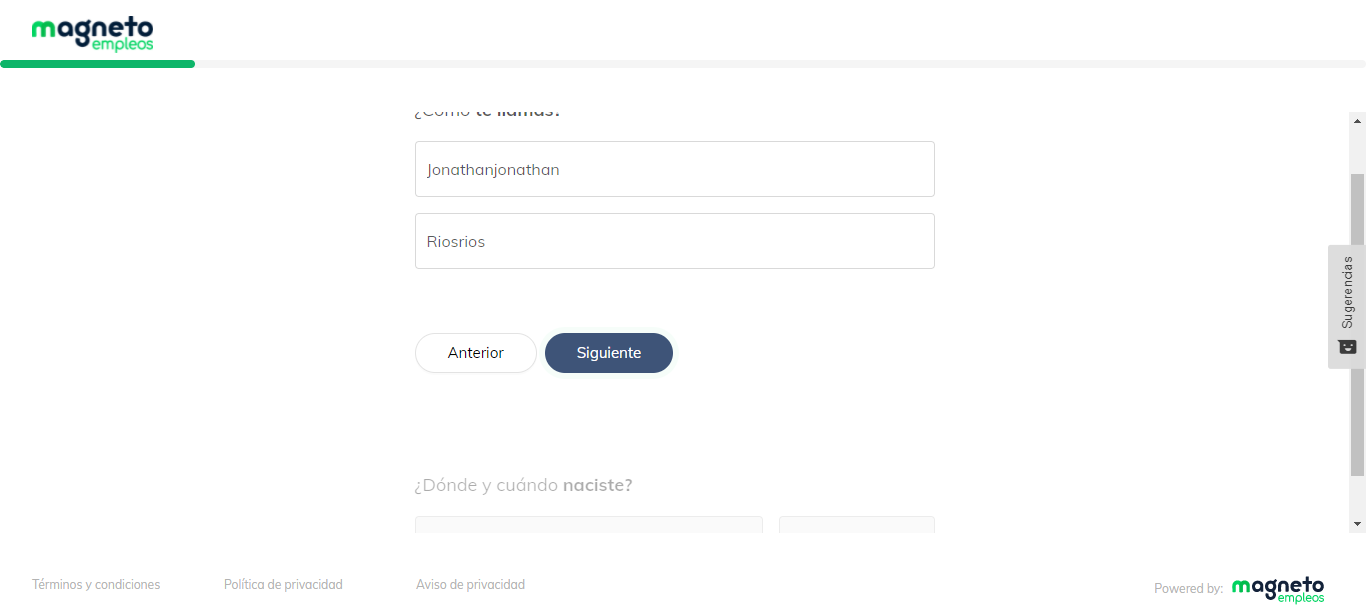 magneto
empleos
¿Cómo te llamas?
Jonathanjonathan
Riosrios
Anterior
Siguiente
Sugerencias
¿Dónde y cuándo naciste?
Términos y condiciones
Política de privacidad
Aviso de privacidad
Powered by:
magneto
empleos